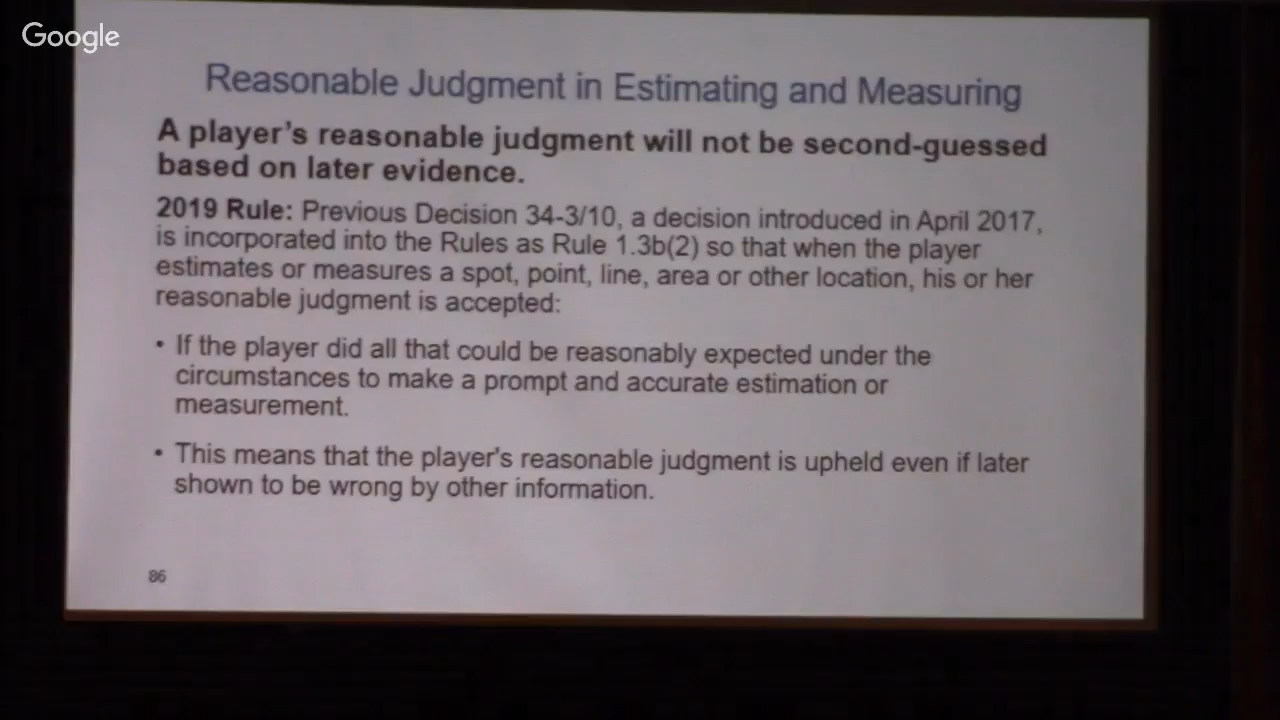 Google
Reasonable Judgment in Estimating and Measuring
A player's reasonable judgment will not be second-guessed
based on later evidence.
2019 Rule: Previous Decision 34-3/10, a decision introduced in April 2017,
is incorporated into the Rules as Rule 1.3b(2) so that when the player
estimates or measures a spot, point, line, area or other location, his or her
reasonable judgment is accepted:
• If the player did all that could be reasonably expected under the
circumstances to make a prompt and accurate estimation or
measurement.
• This means that the player's reasonable judgment is upheld even if later
shown to be wrong by other information.
86